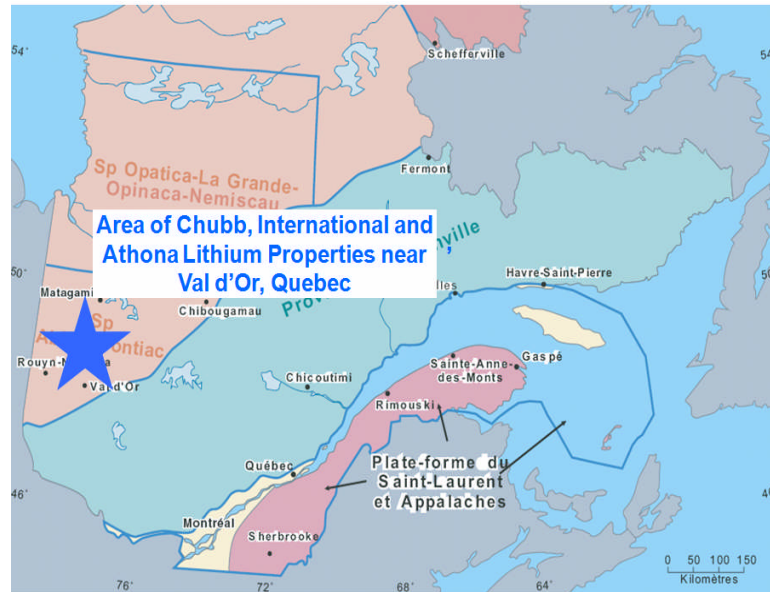 54˚
54
Schefferville
Fermont
Sp Opatica-La Grande-
Opinaca-Nemiscau
Area of Chubb, International and
Athona Lithium Properties near
Val d'Or, Quebec
,
50˚
50
Matagami
Chibougamau
Havre-Saint-Pierre
Sp
Rouyn-N
Val d'Or
Chicoutimi
Sainte-Anne-
des-Monts
Gaspé
Rimouski
Plate-forme du
Saint-Laurent
et Appalaches
Québec
46˚
Montréal
Sherbrooke
0 50 100 150
Kilomètres
76˚
72˚
68˚
64˚
60˚